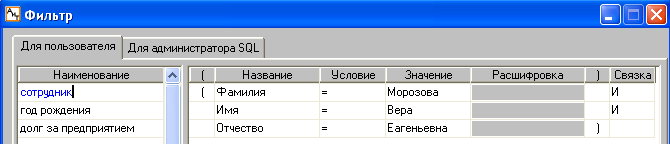 Фильтр
Для пользователя Для администратора SQL
Наименование ( Название Условие Значение Расшифровка ) Связка
сотрудник ( Фамилия = Морозова И
год рождения Имя = Вера И
долг за предприятием Отчество = Еагеньевна )